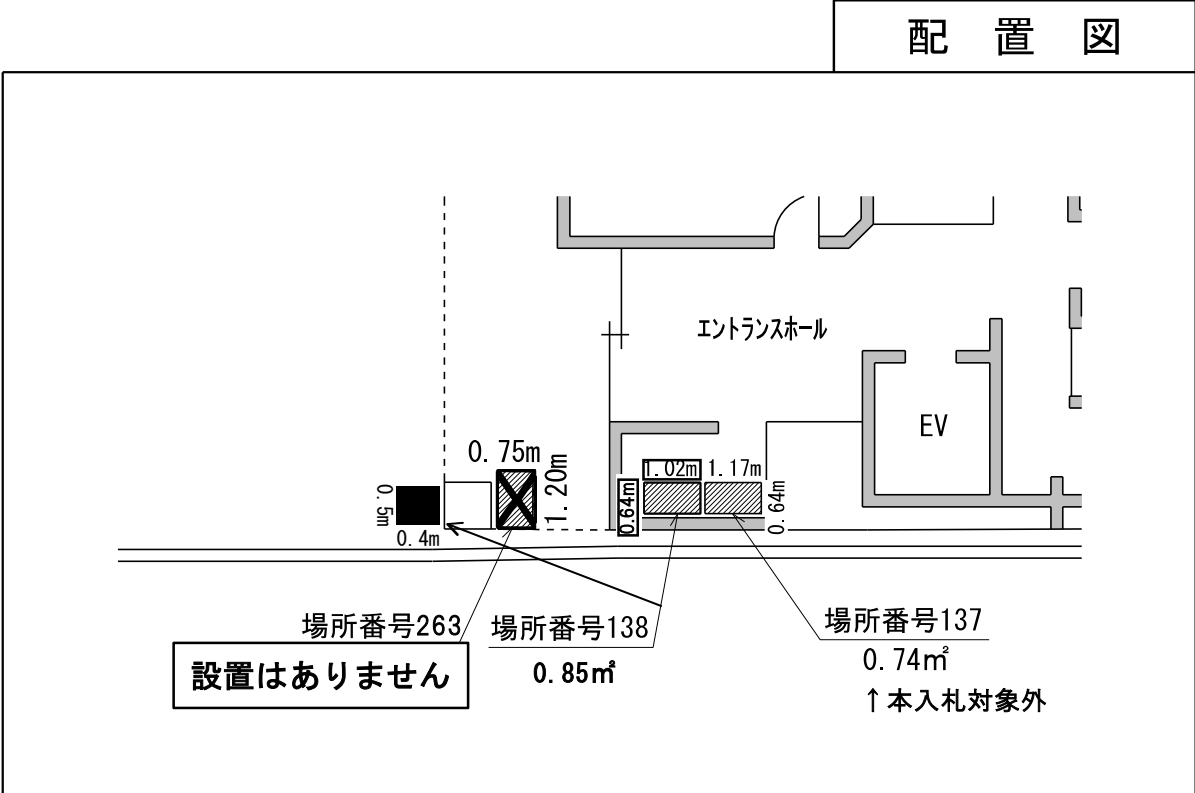 配 置 図
エントランスホール
EV
0.75m
1.20m
1.02m
1.17m
0.64m
0.64m
0.5m
0.4m
場所番号263
設置はありません
場所番号138
0.85㎡
場所番号137
0.74㎡
↑本入札対象外